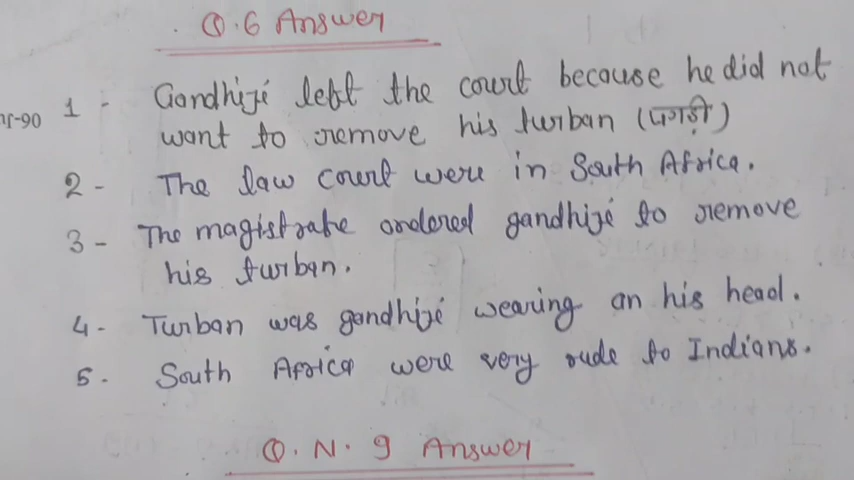 Q.6 Answer
1 - Gandhiji left the court because he did not
want to remove his turban (पगड़ी)
2 - The law court were in South Africa.
3 - The magistrate ordered gandhiji to remove
his turban.
4 - Turban was gandhiji wearing on his head.
5. South Africa were very rude to Indians.
Q. N. 9 Answer